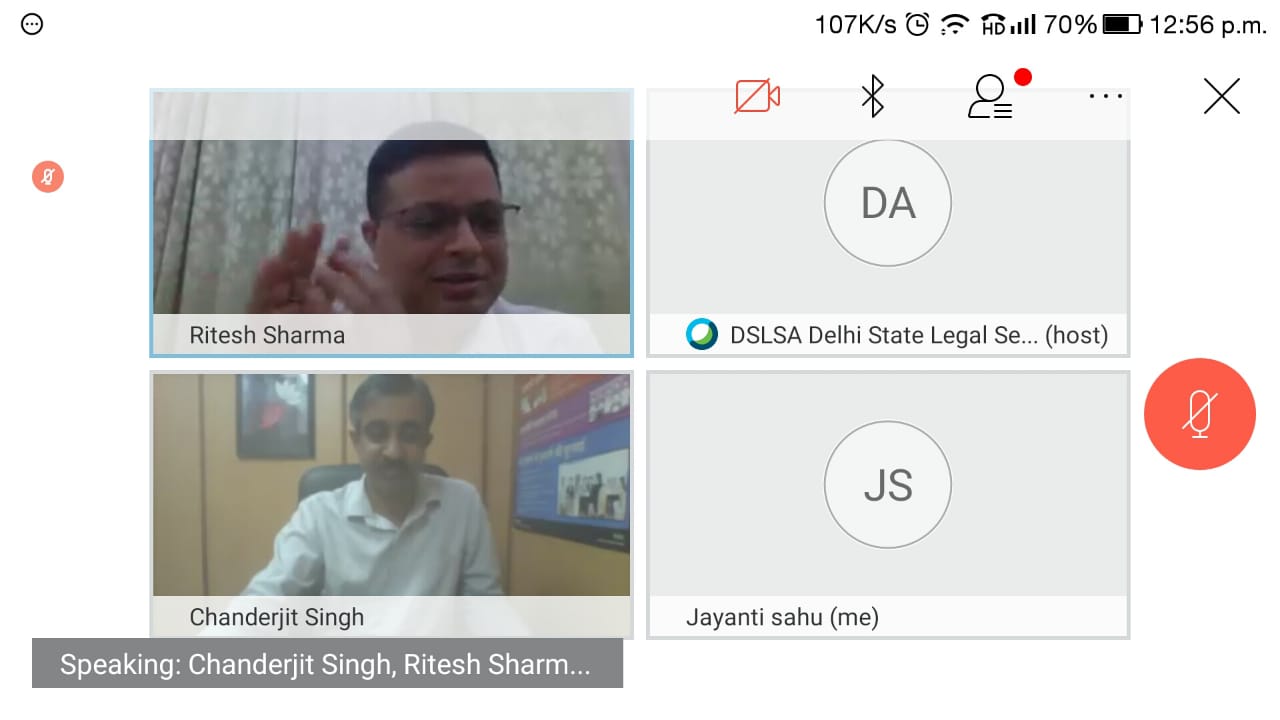 107K/s HD 70% 12:56 p.m.
DA
Ritesh Sharma
DSLSA Delhi State Legal Se... (host)
JS
Chanderjit Singh
Jayanti sahu (me)
Speaking: Chanderjit Singh, Ritesh Sharm...